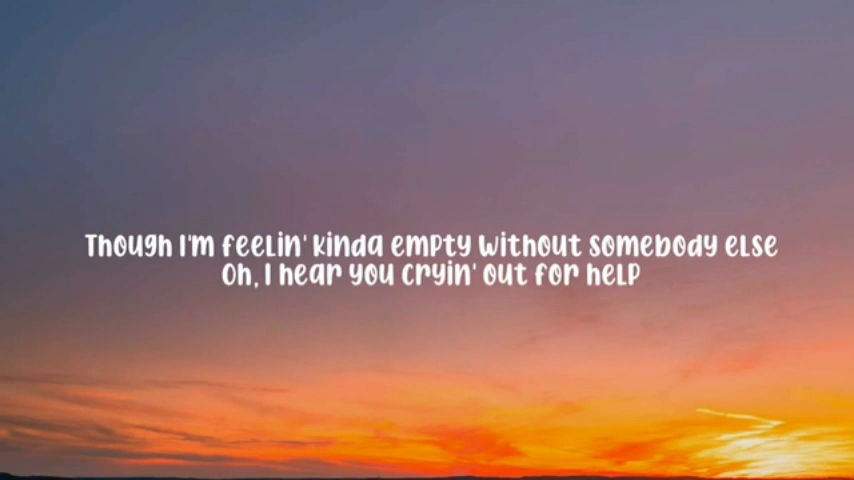 Though I'm feelin' kinda empty without somebody else
Oh, I hear you cryin' out for help